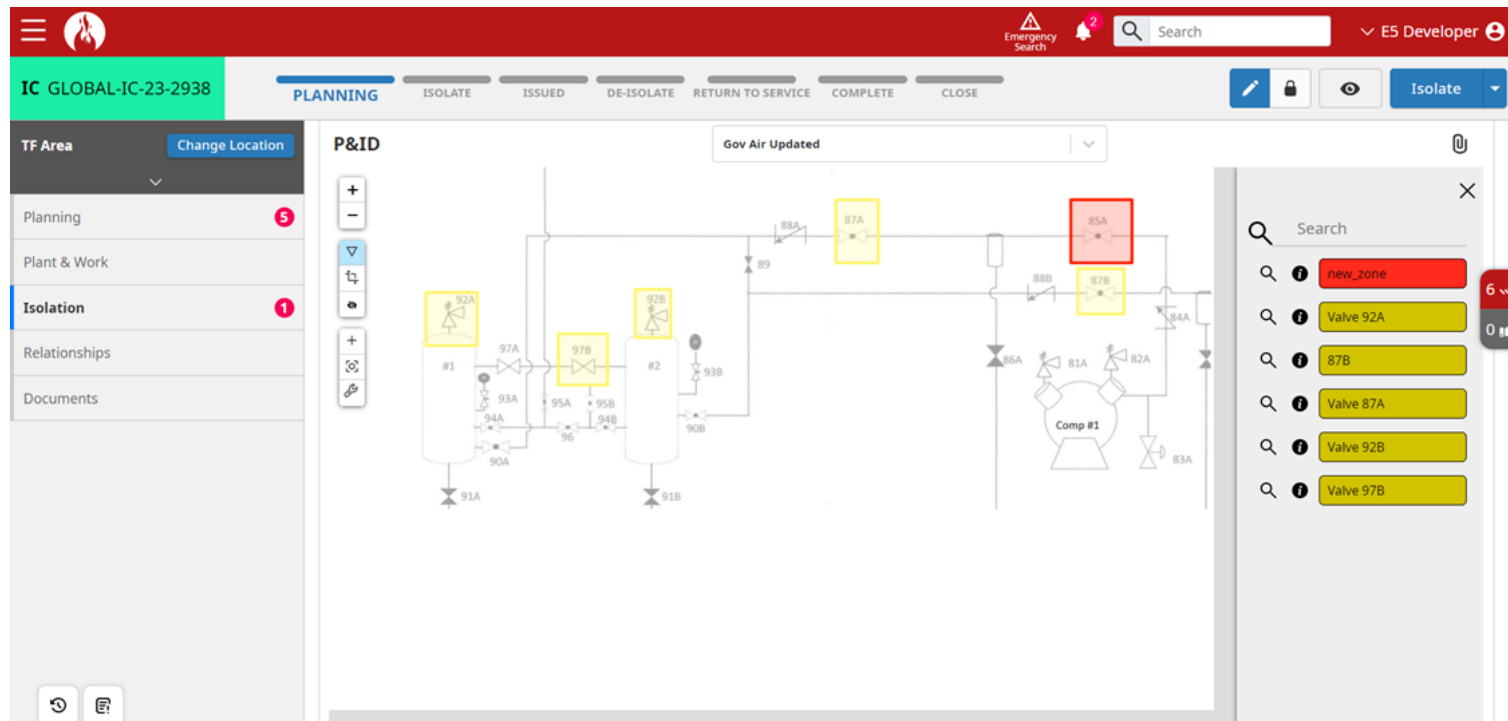 Emergency
Search
2
Search
E5 Developer
IC GLOBAL-IC-23-2938
PLANNING
ISOLATE
ISSUED
DE-ISOLATE
RETURN TO SERVICE
COMPLETE
CLOSE
Isolate
TF Area
Change Location
Planning
5
Plant & Work
Isolation
1
Relationships
Documents
P&ID
Gov Air Updated
88A
87A
85A
89
88B
87B
84A
92A
92B
97A
97B
#1
#2
93B
93A
95A
95B
94A
94B
96
90A
90B
91A
91B
86A
81A
82A
Comp #1
83A
Search
new_zone
Valve 92A
87B
Valve 87A
Valve 92B
Valve 97B
6
0